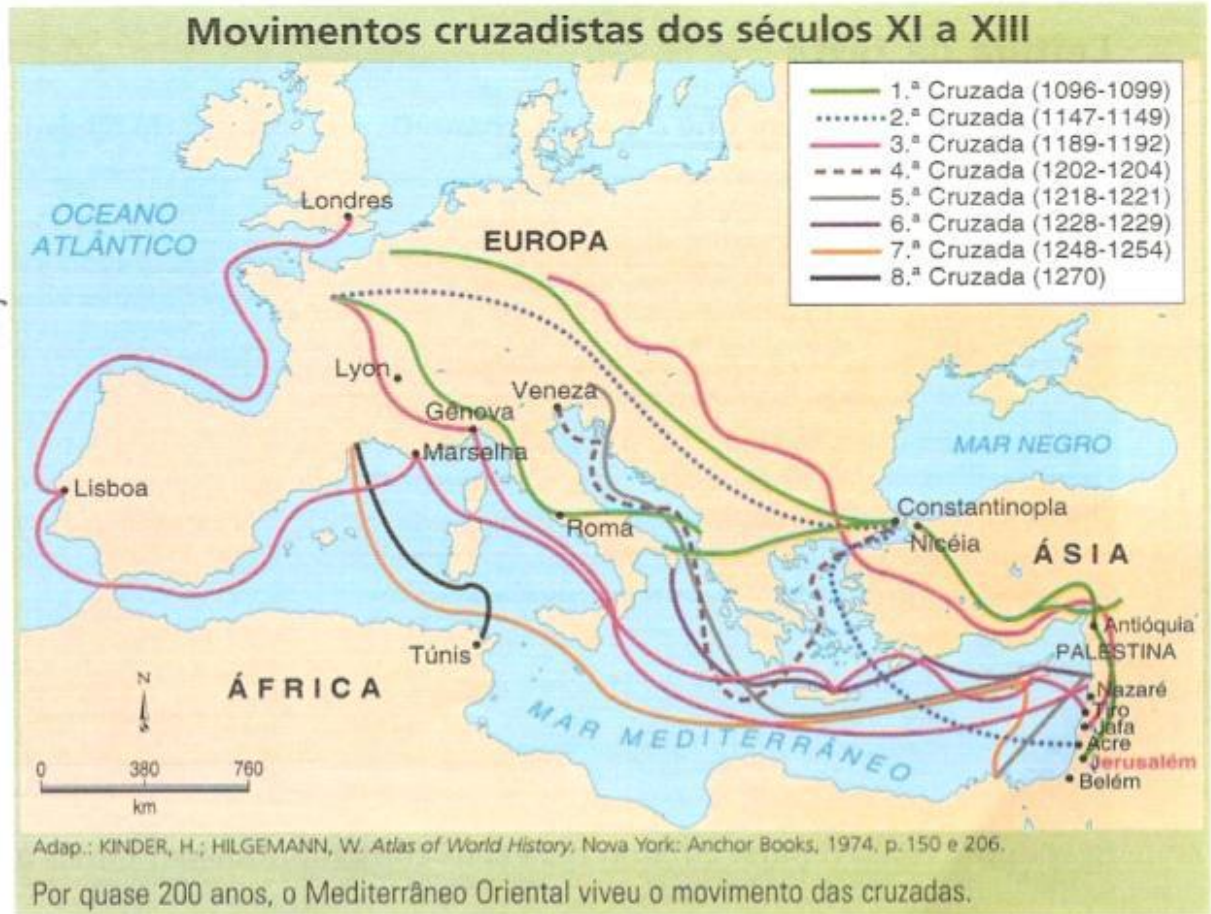 Movimentos cruzadistas dos séculos XI a XIII
1.ª Cruzada (1096-1099)
2.ª Cruzada (1147-1149)
3.ª Cruzada (1189-1192)
4.ª Cruzada (1202-1204)
5.ª Cruzada (1218-1221)
6.ª Cruzada (1228-1229)
7.ª Cruzada (1248-1254)
8.ª Cruzada (1270)
OCEANO
ATLÂNTICO
Londres
EUROPA
Lyon
Veneza
Gênova
Marselha
MAR NEGRO
Lisboa
Roma
Constantinopla
Nicéia
ÁSIA
Antióquia
Túnis
PALESTINA
ÁFRICA
N
Nazaré
Tiro
Jafa
Acre
Jerusalém
Belém
MAR MEDITERRÂNEO
0 380 760
km
Adap.: KINDER, H.; HILGEMANN, W. Atlas of World History. Nova York: Anchor Books, 1974. p. 150 e 206.
Por quase 200 anos, o Mediterrâneo Oriental viveu o movimento das cruzadas.